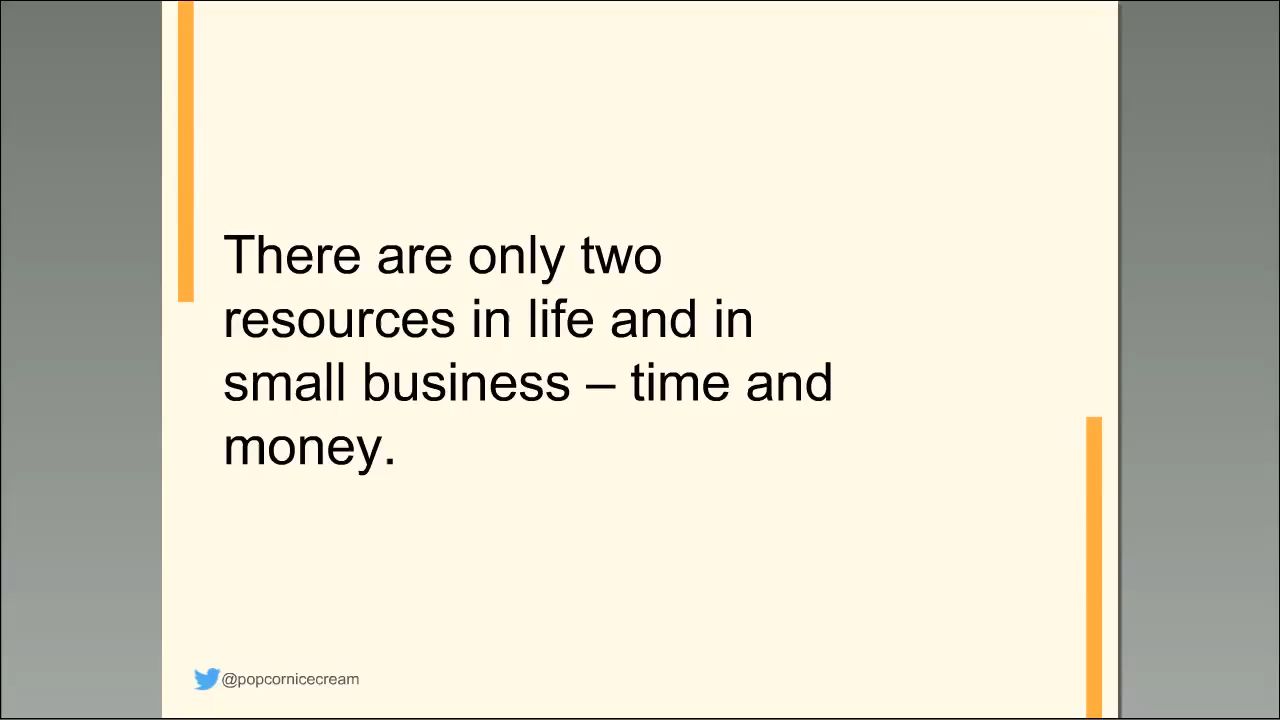 There are only two
resources in life and in
small business – time and
money.
@popcornicecream